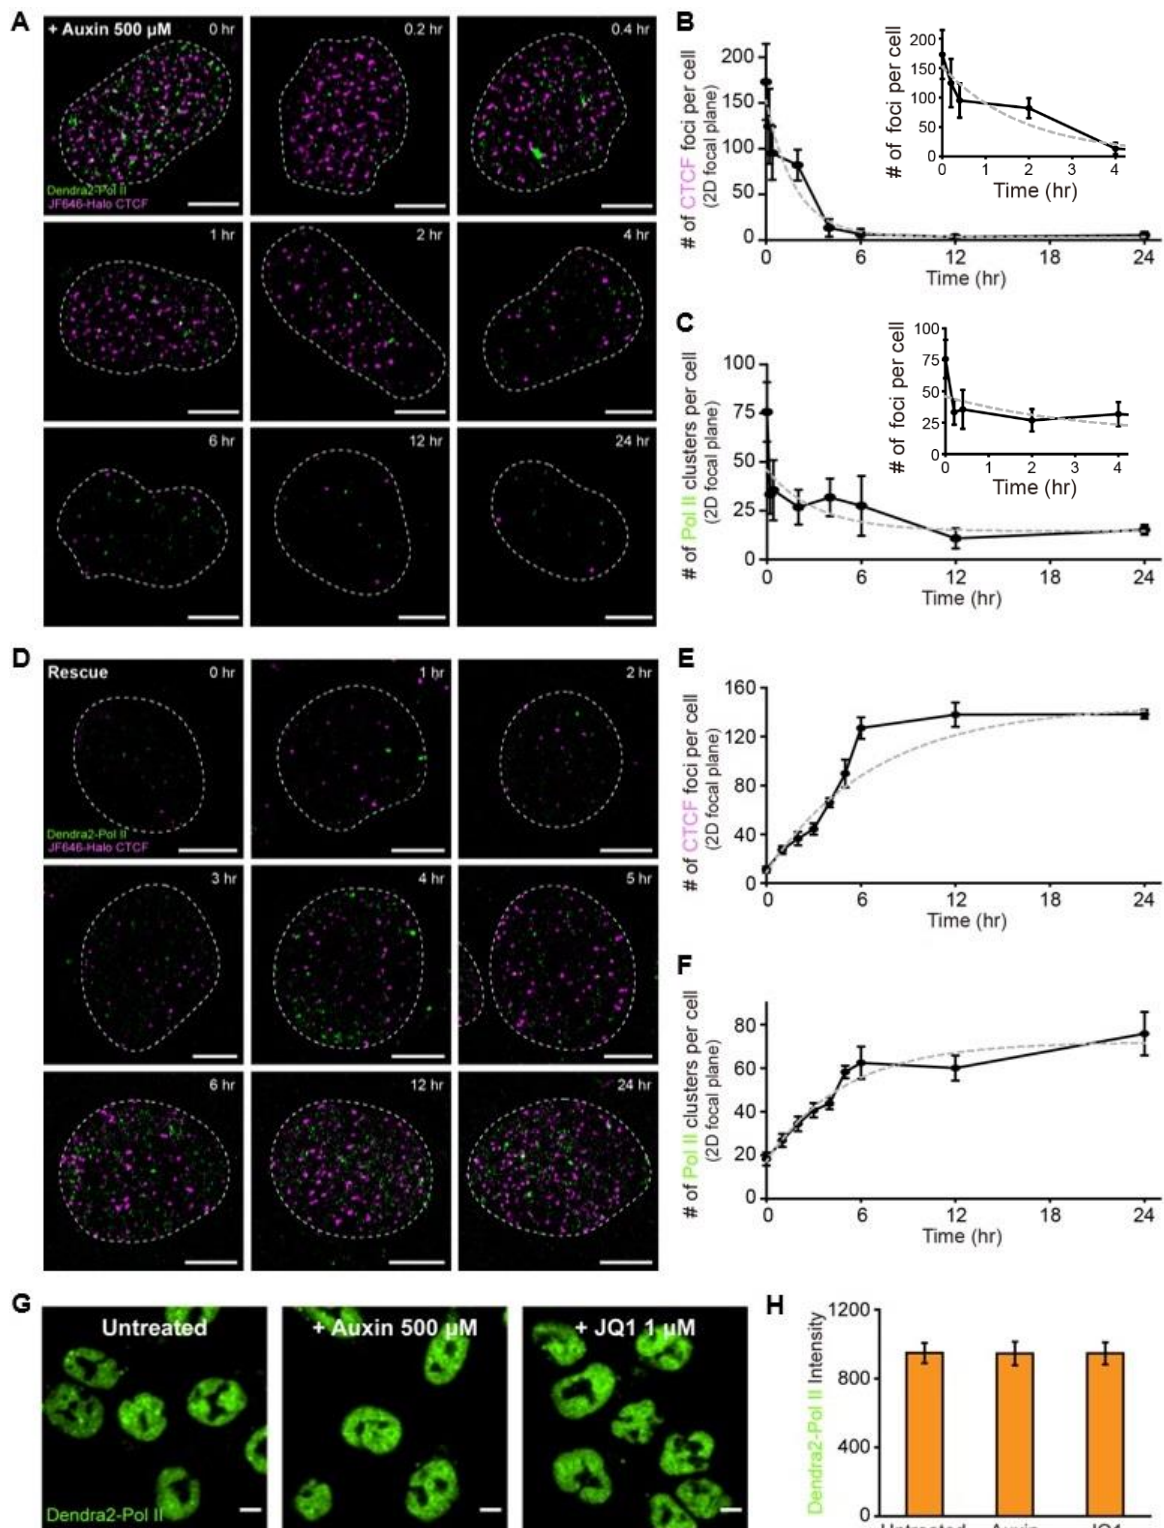 A
+ Auxin 500 µM
0 hr
0.2 hr
0.4 hr
Dendra2-Pol II
JF646-Halo CTCF
1 hr
2 hr
4 hr
6 hr
12 hr
24 hr
B
# of CTCF foci per cell
(2D focal plane)
200
150
100
50
0
0
6
12
18
24
Time (hr)
# of foci per cell
200
150
100
50
0
0
1
2
3
4
Time (hr)
C
# of Pol II clusters per cell
(2D focal plane)
100
75
50
25
0
0
6
12
18
24
Time (hr)
# of foci per cell
100
75
50
25
0
0
1
2
3
4
Time (hr)
D
Rescue
0 hr
1 hr
2 hr
Dendra2-Pol II
JF646-Halo CTCF
3 hr
4 hr
5 hr
6 hr
12 hr
24 hr
E
# of CTCF foci per cell
(2D focal plane)
160
120
80
40
0
0
6
12
18
24
Time (hr)
F
# of Pol II clusters per cell
(2D focal plane)
80
60
40
20
0
0
6
12
18
24
Time (hr)
G
Untreated
+ Auxin 500 µM
+ JQ1 1 µM
Dendra2-Pol II
H
Dendra2-Pol II Intensity
1200
800
400
0
Untreated
Auxin
JQ1